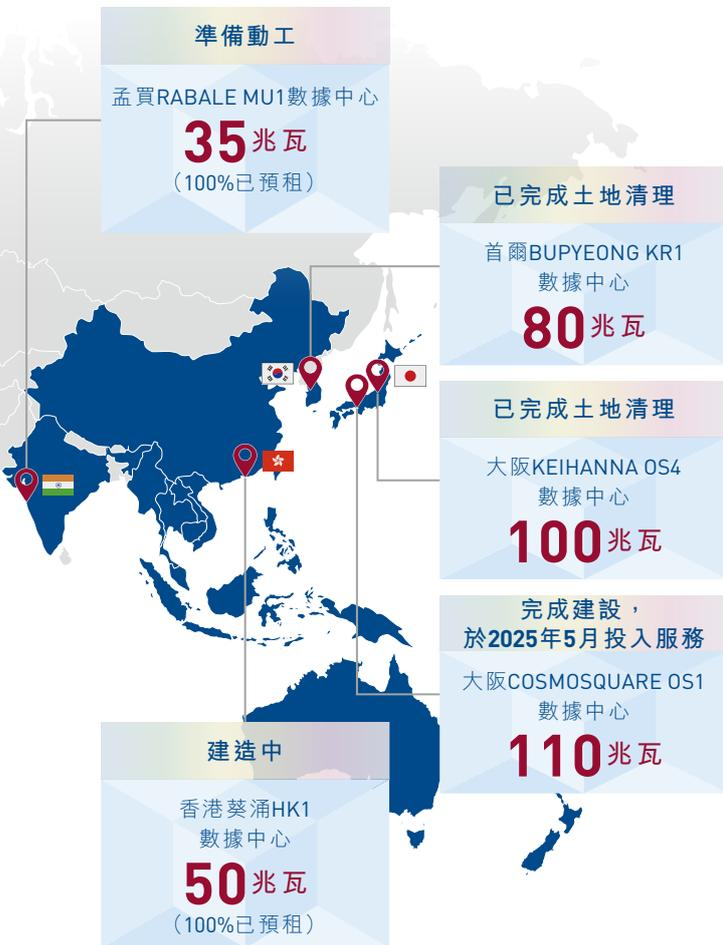 準備動工
孟買RABALE MU1數據中心
35兆瓦
（100%已預租）
已完成土地清理
首爾BUPYEONG KR1
數據中心
80兆瓦
已完成土地清理
大阪KEIHANNA OS4
數據中心
100兆瓦
完成建設，
於2025年5月投入服務
大阪COSMOSQUARE OS1
數據中心
110兆瓦
建造中
香港葵涌HK1
數據中心
50兆瓦
（100%已預租）